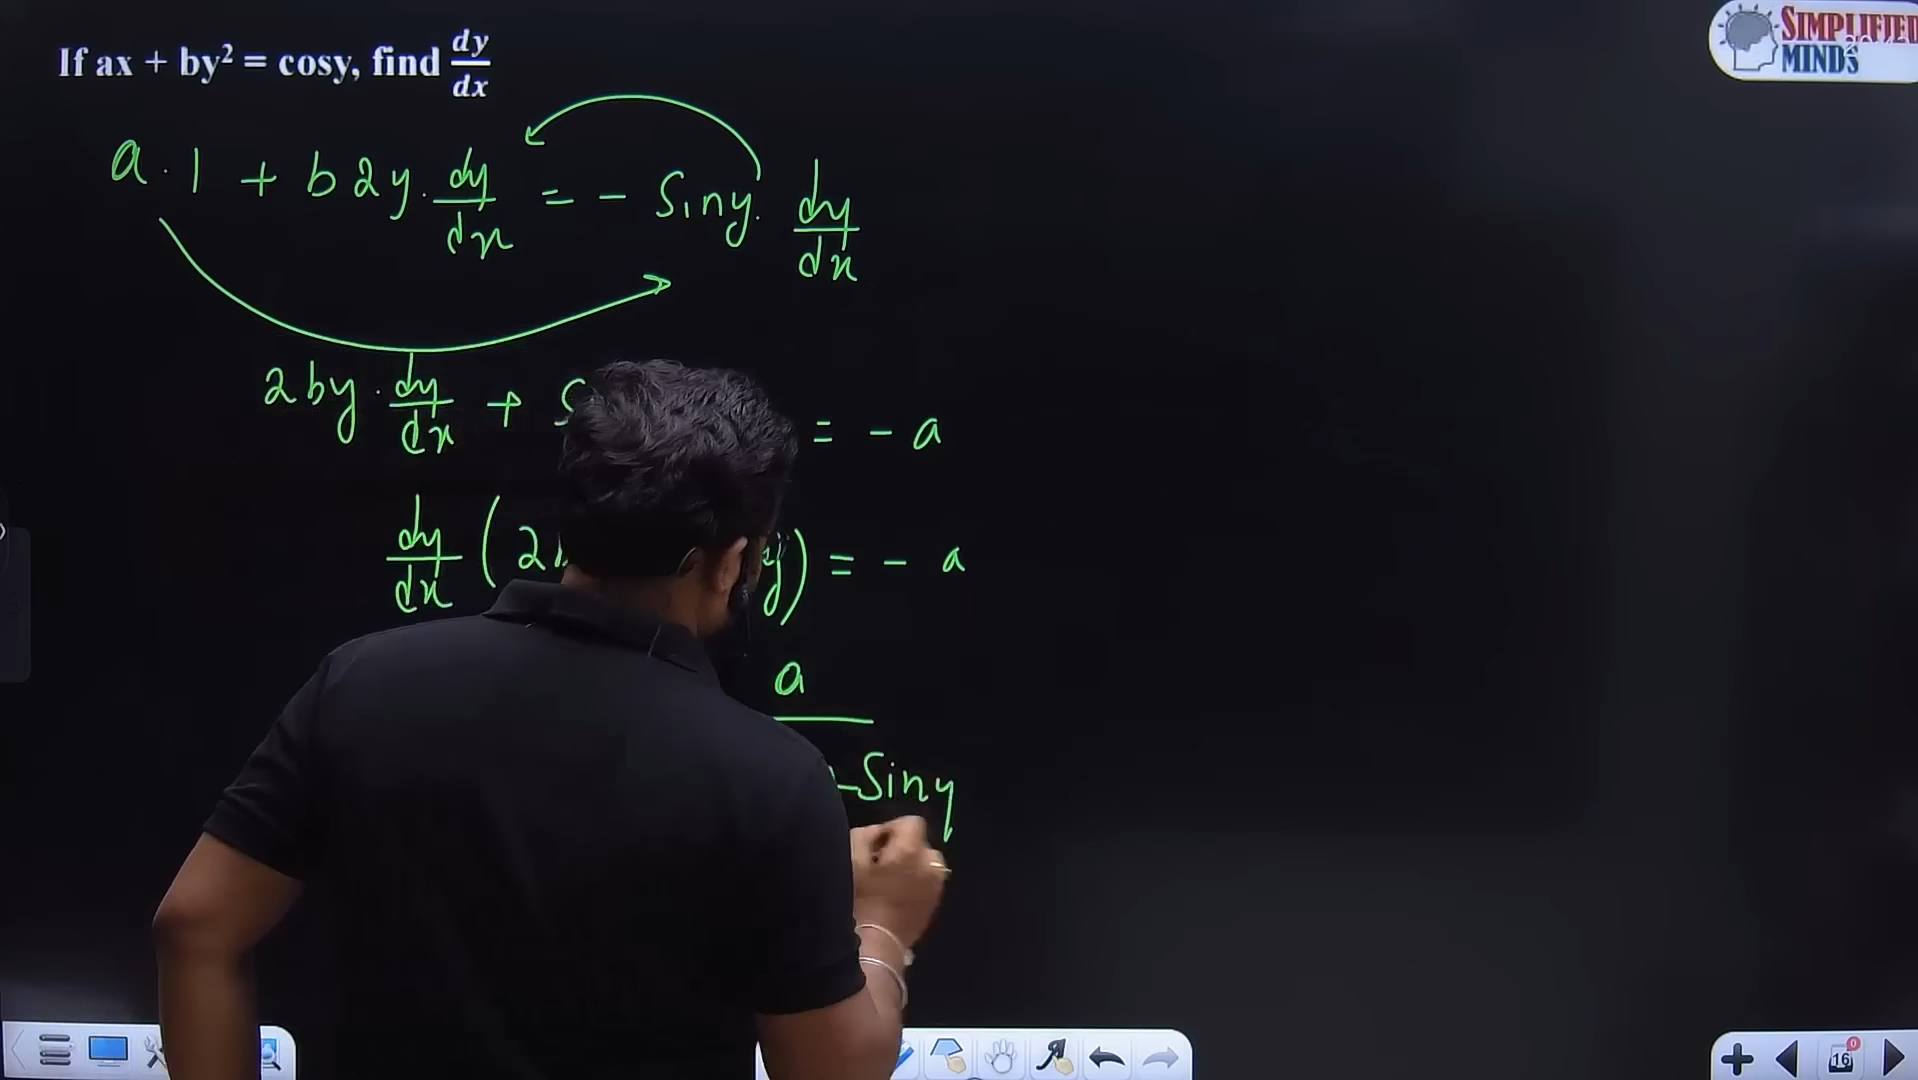 If ax + by² = cosy, find dy/dx
SIMPLIFIED
MINDS
a · 1 + b 2y · dy/dx = - Siny · dy/dx
2by · dy/dx + S = - a
dy/dx ( 2 y) = - a
a
- Siny
16
0